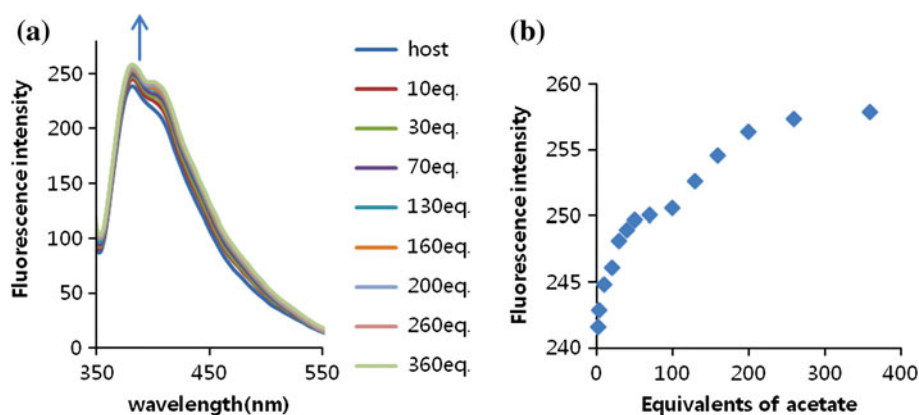 (a)
Fluorescence intensity
250
200
150
100
50
0
350
450
550
wavelength(nm)
host
10eq.
30eq.
70eq.
130eq.
160eq.
200eq.
260eq.
360eq.
(b)
Fluorescence intensity
260
255
250
245
240
0
100
200
300
400
Equivalents of acetate